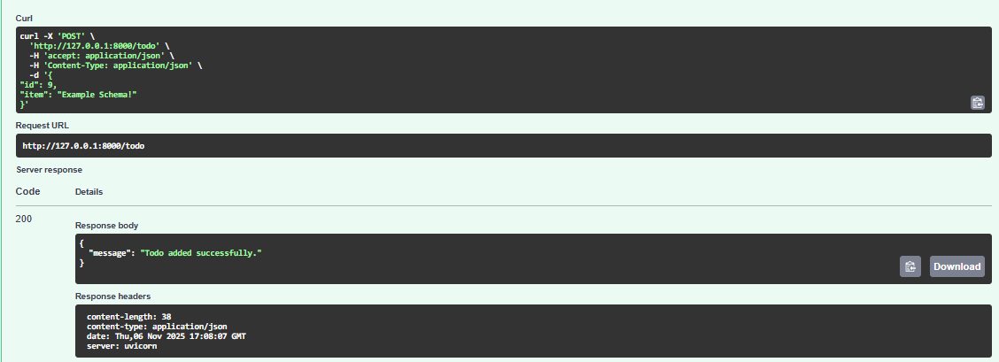 Curl
curl -X 'POST' \
  'http://127.0.0.1:8000/todo' \
  -H 'accept: application/json' \
  -H 'Content-Type: application/json' \
  -d '{
"id": 9,
"item": "Example Schema!"
}'
Request URL
http://127.0.0.1:8000/todo
Server response
Code Details
200
Response body
{
  "message": "Todo added successfully."
}
Download
Response headers
content-length: 38
content-type: application/json
date: Thu,06 Nov 2025 17:08:07 GMT
server: uvicorn